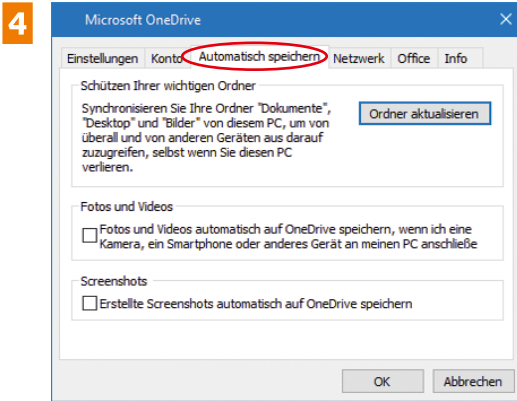 4
Microsoft OneDrive
Einstellungen Konto Automatisch speichern Netzwerk Office Info
Schützen Ihrer wichtigen Ordner
Synchronisieren Sie Ihre Ordner "Dokumente",
"Desktop" und "Bilder" von diesem PC, um von
überall und von anderen Geräten aus darauf
zuzugreifen, selbst wenn Sie diesen PC
verlieren.
Ordner aktualisieren
Fotos und Videos
Fotos und Videos automatisch auf OneDrive speichern, wenn ich eine
Kamera, ein Smartphone oder anderes Gerät an meinen PC anschließe
Screenshots
Erstellte Screenshots automatisch auf OneDrive speichern
OK Abbrechen